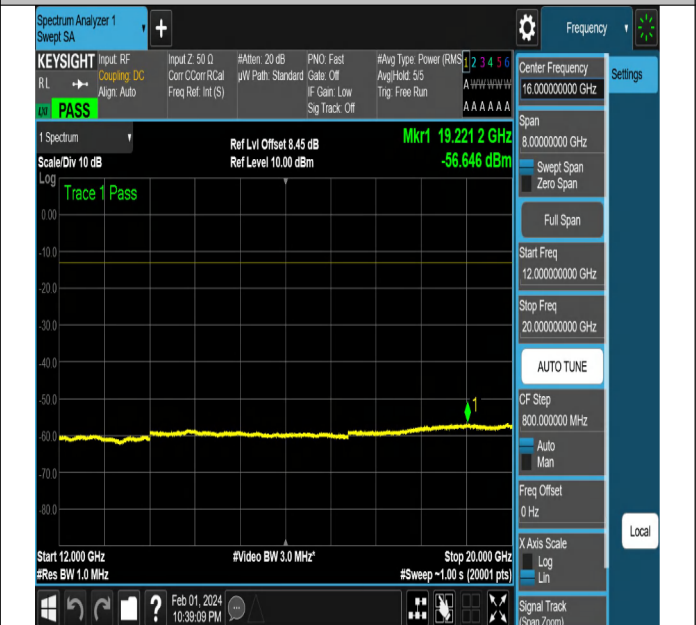 Spectrum Analyzer 1
Swept SA
Frequency
KEYSIGHT
RL
PASS
Input: RF
Coupling: DC
Align: Auto
Input Z: 50 Ω
Corr CCorr RCal
Freq Ref: Int (S)
#Atten: 20 dB
µW Path: Standard
PNO: Fast
Gate: Off
IF Gain: Low
Sig Track: Off
#Avg Type: Power (RMS
Avg|Hold: 5/5
Trig: Free Run
1 2 3 4 5 6
A W W W W W
A A A A A A
1 Spectrum
Scale/Div 10 dB
Log
Ref Lvl Offset 8.45 dB
Ref Level 10.00 dBm
Mkr1 19.221 2 GHz
-56.646 dBm
Trace 1 Pass
0.00
-10.0
-20.0
-30.0
-40.0
-50.0
-60.0
-70.0
-80.0
1
Start 12.000 GHz
#Res BW 1.0 MHz
#Video BW 3.0 MHz*
Stop 20.000 GHz
#Sweep ~1.00 s (20001 pts)
Feb 01, 2024
10:39:09 PM
Center Frequency
16.000000000 GHz
Settings
Span
8.00000000 GHz
Swept Span
Zero Span
Full Span
Start Freq
12.000000000 GHz
Stop Freq
20.000000000 GHz
AUTO TUNE
CF Step
800.000000 MHz
Auto
Man
Freq Offset
0 Hz
X Axis Scale
Log
Lin
Local
Signal Track
(Span Zoom)